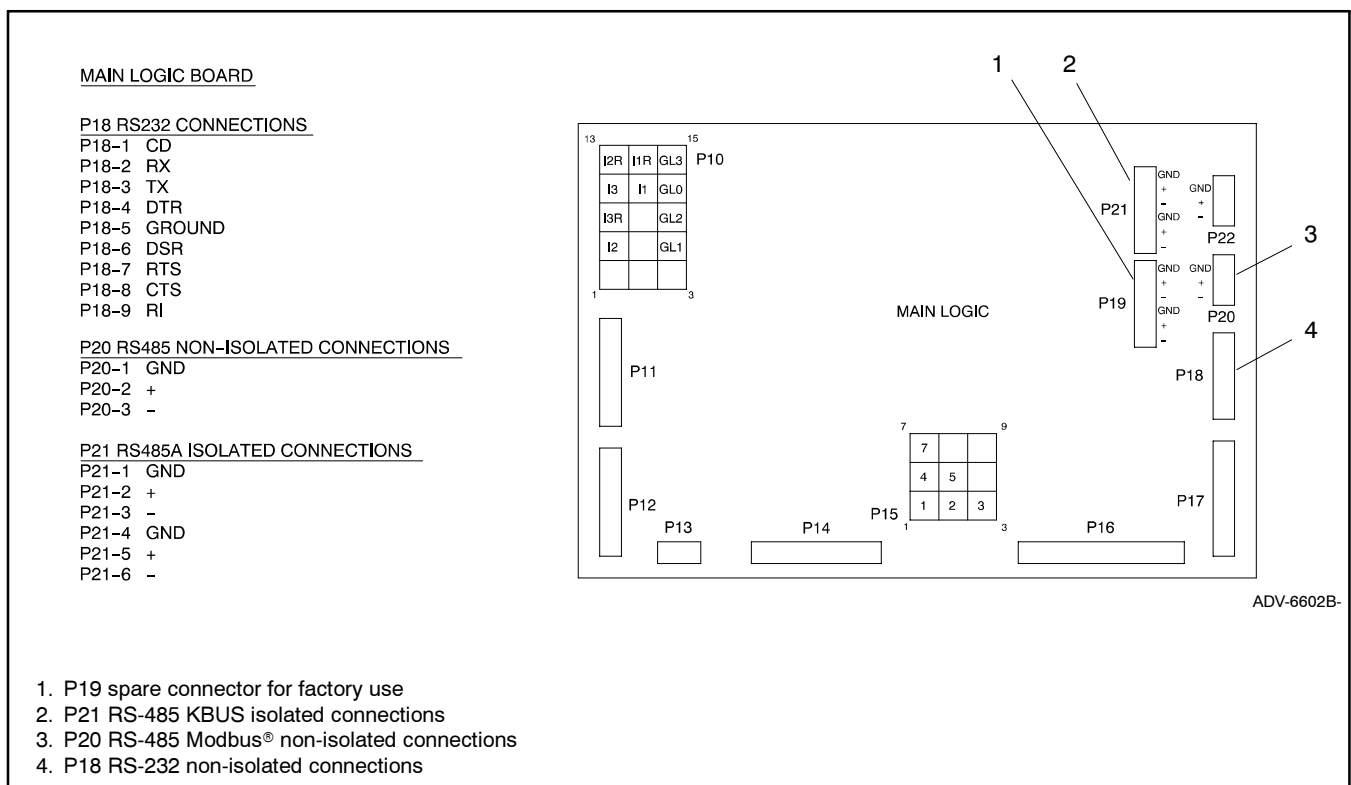 MAIN LOGIC BOARD
P18 RS232 CONNECTIONS
P18-1 CD
P18-2 RX
P18-3 TX
P18-4 DTR
P18-5 GROUND
P18-6 DSR
P18-7 RTS
P18-8 CTS
P18-9 RI
P20 RS485 NON-ISOLATED CONNECTIONS
P20-1 GND
P20-2 +
P20-3 -
P21 RS485A ISOLATED CONNECTIONS
P21-1 GND
P21-2 +
P21-3 -
P21-4 GND
P21-5 +
P21-6 -
1 2
13 15
I2R I1R GL3 P10
I3 I1 GL0
I3R GL2
I2 GL1
1 3
P11
P12
P13
P14
MAIN LOGIC
7 9
7
4 5
1 2 3
P15
1 3
P16
P17
P21
GND
+
-
GND
+
-
GND
+
-
P22
3
P19
GND
+
-
GND
+
-
GND
+
-
P20
4
P18
ADV-6602B-
1. P19 spare connector for factory use
2. P21 RS-485 KBUS isolated connections
3. P20 RS-485 Modbus® non-isolated connections
4. P18 RS-232 non-isolated connections